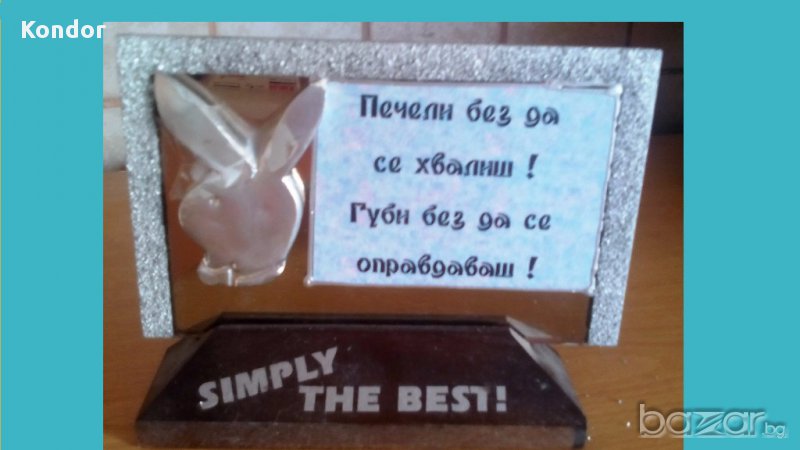 Kondor
Печели без да
се хвалиш !
Губи без да се
оправдаваш !
SIMPLY
THE BEST!
bazar.bg